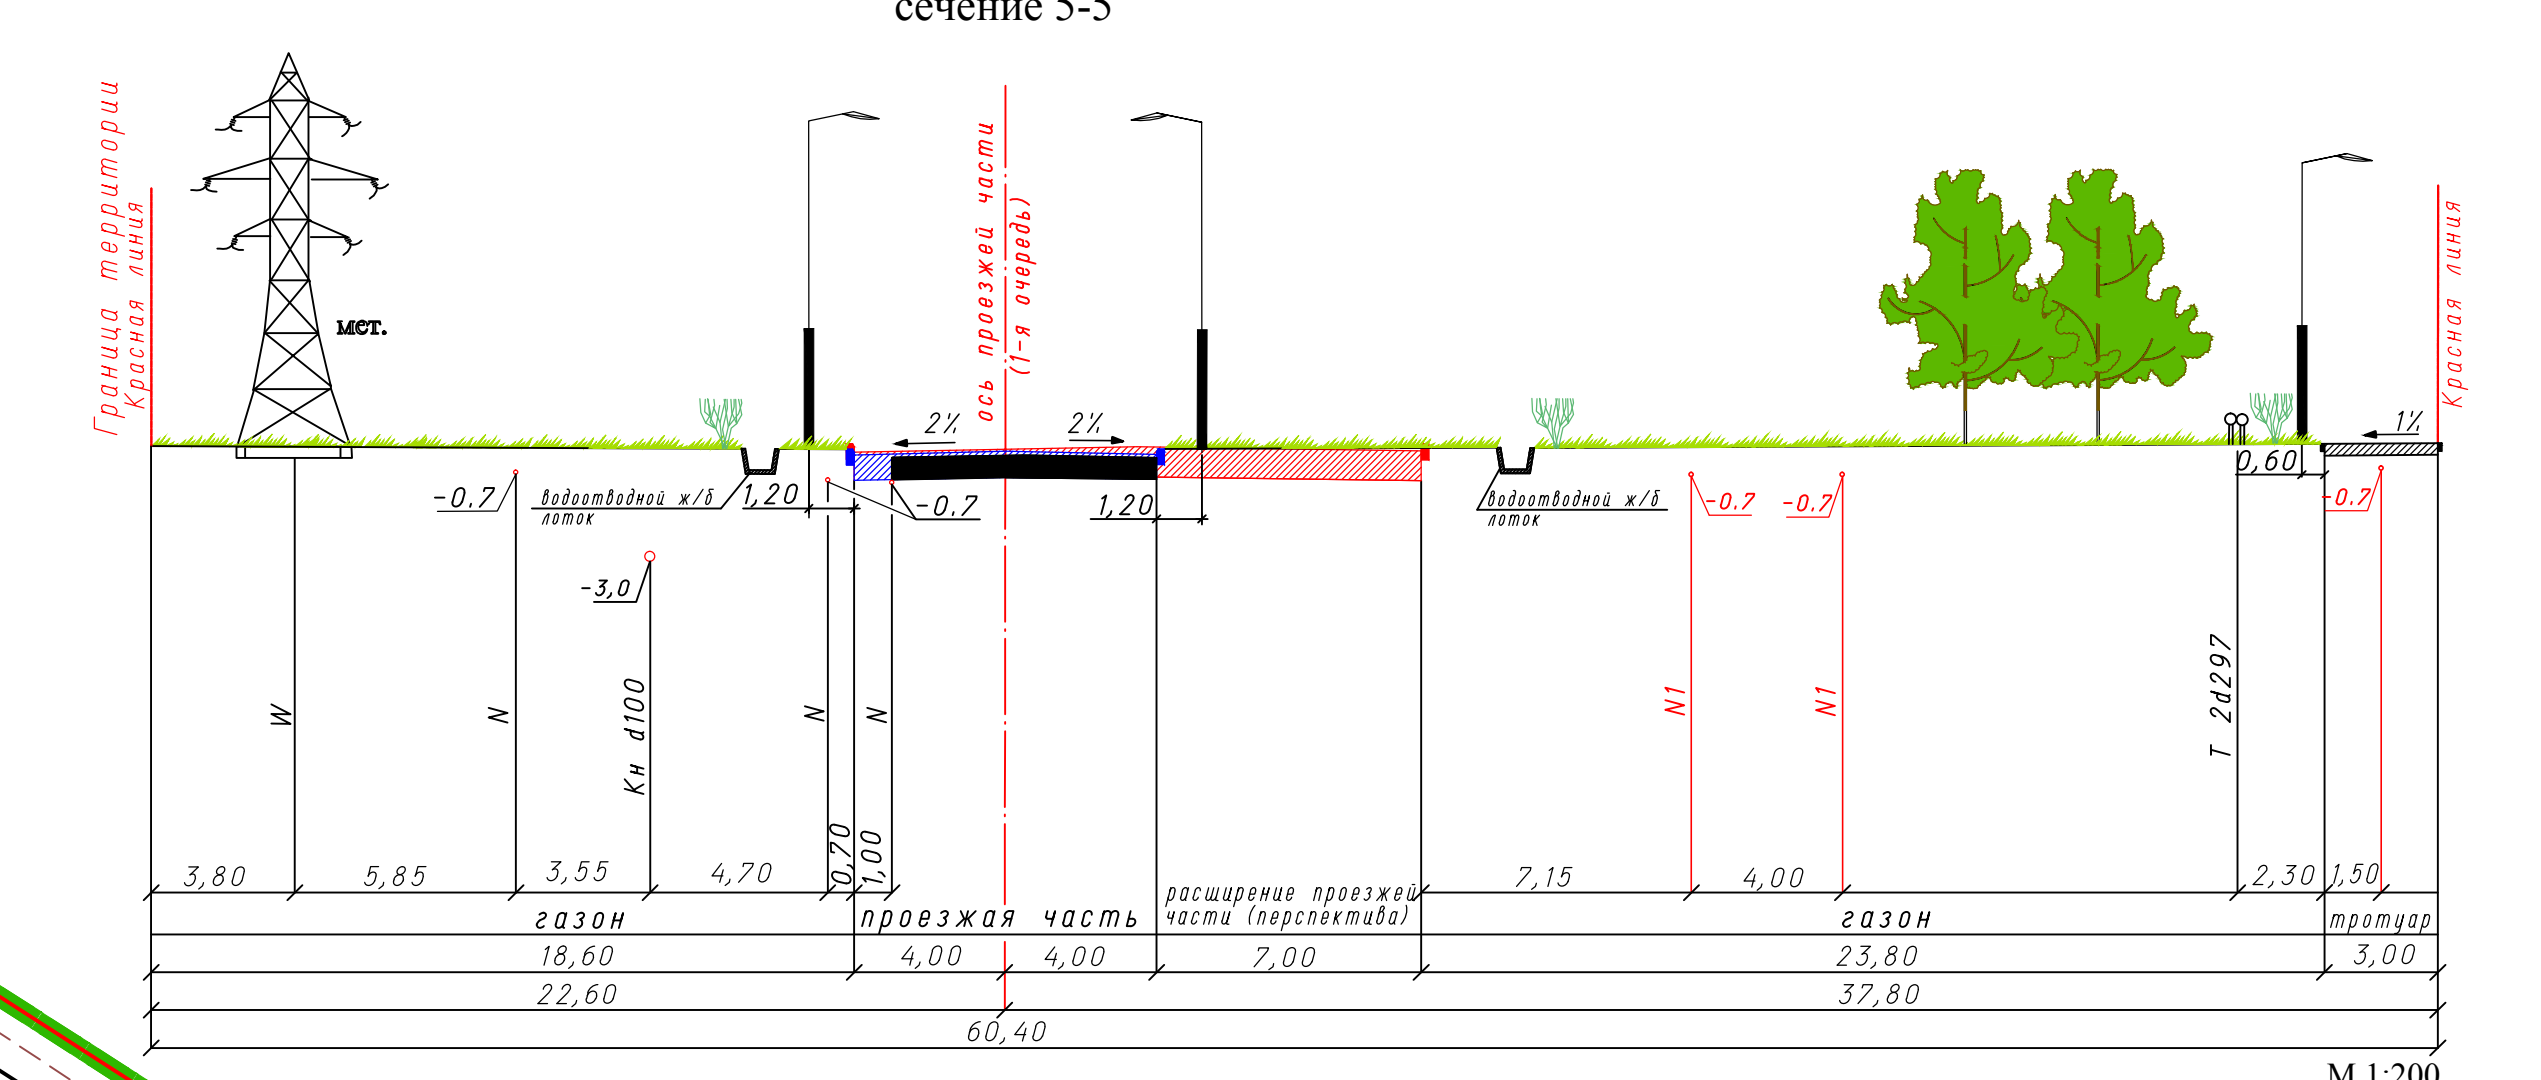 сечение 5-5
Граница территории
Красная линия
мет.
ось проезжей части
(1-я очередь)
Красная линия
2%
2%
1%
-0.7
водоотводной ж/б
лоток
1,20
-0.7
1,20
водоотводной ж/б
лоток
-0.7
-0.7
0,60
-0.7
-3,0
W
N
Кн d100
N
N
N1
N1
Т 2d297
3,80
5,85
3,55
4,70
0,70
1,00
7,15
4,00
2,30
1,50
газон
проезжая часть
расширение проезжей
части (перспектива)
газон
тротуар
18,60
4,00
4,00
7,00
23,80
3,00
22,60
37,80
60,40
М 1:200